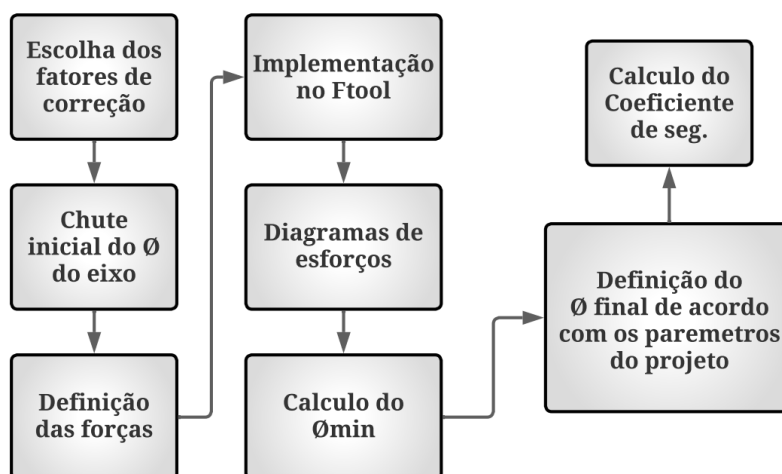 Escolha dos
fatores de
correção
Chute
inicial do Ø
do eixo
Definição
das forças
Implementação
no Ftool
Diagramas de
esforços
Calculo do
Ømin
Definição do
Ø final de acordo
com os paremetros
do projeto
Calculo do
Coeficiente
de seg.